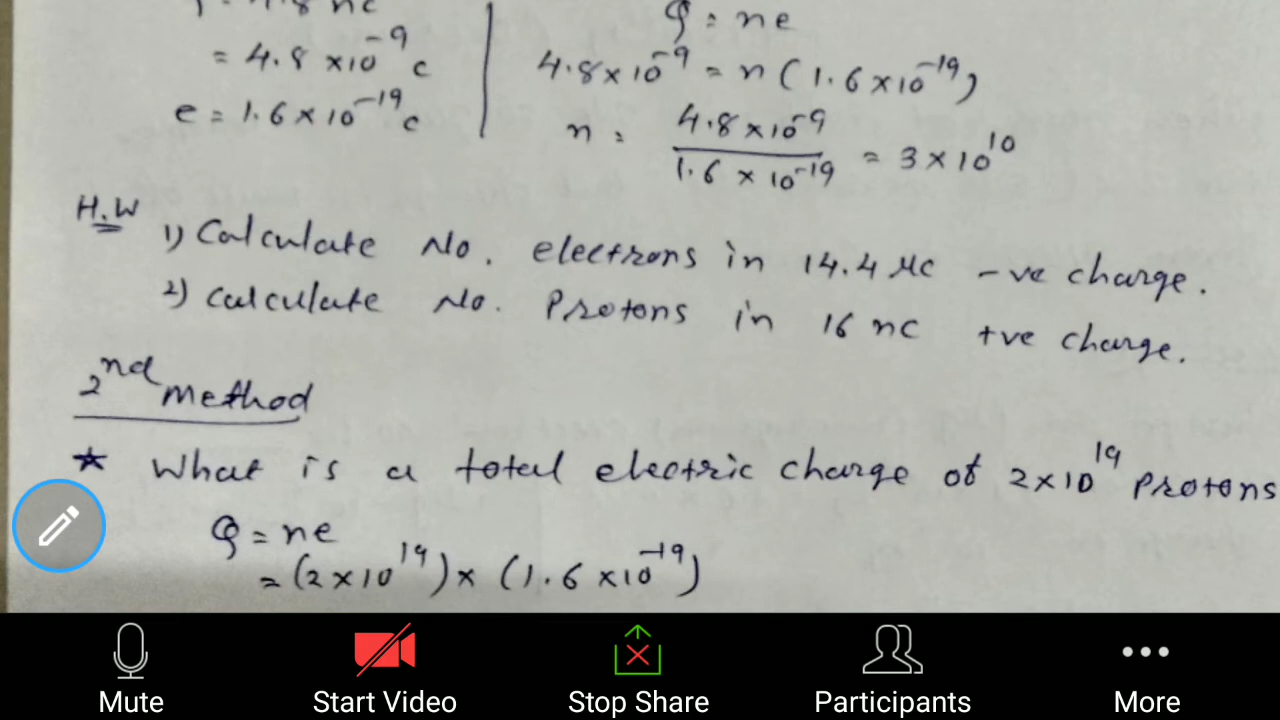 = 4.8 x10⁻⁹ c
e = 1.6 x 10⁻¹⁹ c
Q = ne
4.8 x 10⁻⁹ = n (1.6 x10⁻¹⁹)
n = 4.8 x10⁻⁹ / 1.6 x 10⁻¹⁹ = 3 x 10¹⁰
H.W
1) Calculate No. electrons in 14.4 μc -ve charge.
2) calculate No. Protons in 16 nc +ve charge.
2nd method
* What is a total electric charge of 2x10¹⁹ protons
Q = ne
= (2x10¹⁹) x (1.6 x10⁻¹⁹)
Mute
Start Video
Stop Share
Participants
More